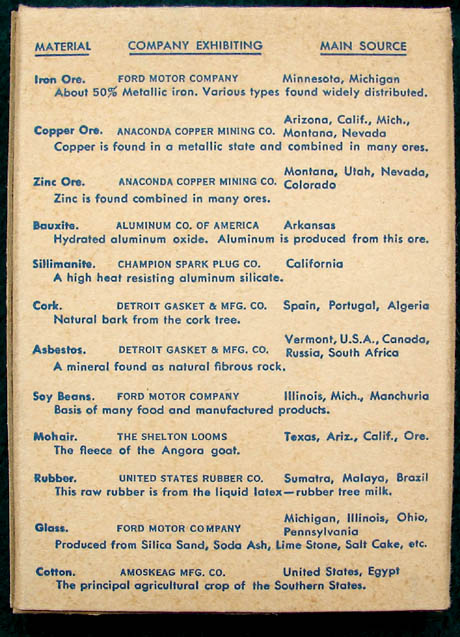 MATERIAL COMPANY EXHIBITING MAIN SOURCE
Iron Ore. FORD MOTOR COMPANY Minnesota, Michigan
About 50% Metallic iron. Various types found widely distributed.
Copper Ore. ANACONDA COPPER MINING CO. Arizona, Calif., Mich.,
Montana, Nevada
Copper is found in a metallic state and combined in many ores.
Zinc Ore. ANACONDA COPPER MINING CO. Montana, Utah, Nevada,
Colorado
Zinc is found combined in many ores.
Bauxite. ALUMINUM CO. OF AMERICA Arkansas
Hydrated aluminum oxide. Aluminum is produced from this ore.
Sillimanite. CHAMPION SPARK PLUG CO. California
A high heat resisting aluminum silicate.
Cork. DETROIT GASKET & MFG. CO. Spain, Portugal, Algeria
Natural bark from the cork tree.
Asbestos. DETROIT GASKET & MFG. CO. Vermont, U.S.A., Canada,
Russia, South Africa
A mineral found as natural fibrous rock.
Soy Beans. FORD MOTOR COMPANY Illinois, Mich., Manchuria
Basis of many food and manufactured products.
Mohair. THE SHELTON LOOMS Texas, Ariz., Calif., Ore.
The fleece of the Angora goat.
Rubber. UNITED STATES RUBBER CO. Sumatra, Malaya, Brazil
This raw rubber is from the liquid latex—rubber tree milk.
Glass. FORD MOTOR COMPANY Michigan, Illinois, Ohio,
Pennsylvania
Produced from Silica Sand, Soda Ash, Lime Stone, Salt Cake, etc.
Cotton. AMOSKEAG MFG. CO. United States, Egypt
The principal agricultural crop of the Southern States.